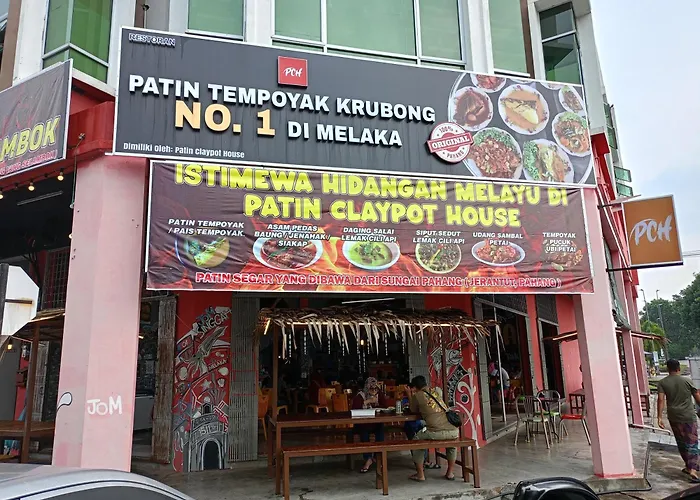 RESTORAN
PCH
PATIN TEMPOYAK KRUBONG
NO. 1 DI MELAKA
100%
ORIGINAL
PAHANG
Dimiliki oleh: Patin Claypot House
MBOK
ISTIMEWA HIDANGAN MELAYU DI
PATIN CLAYPOT HOUSE
PATIN TEMPOYAK
/ PAIS TEMPOYAK
ASAM PEDAS
BAUNG / JENAHAK /
SIAKAP
DAGING SALAI
LEMAK CILI API
SIPUT SEDUT
LEMAK CILI API
UDANG SAMBAL
PETAI
TEMPOYAK
PUCUK
UBI PETAI
PATIN SEGAR YANG DIBAWA DARI SUNGAI PAHANG ( JERANTUT, PAHANG )
PCH
JOM